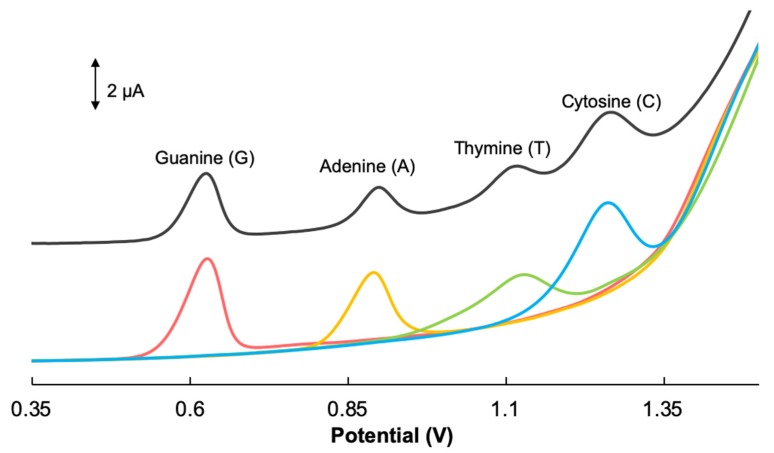 2 µA
Guanine (G)
Adenine (A)
Thymine (T)
Cytosine (C)
0.35 0.6 0.85 1.1 1.35
Potential (V)